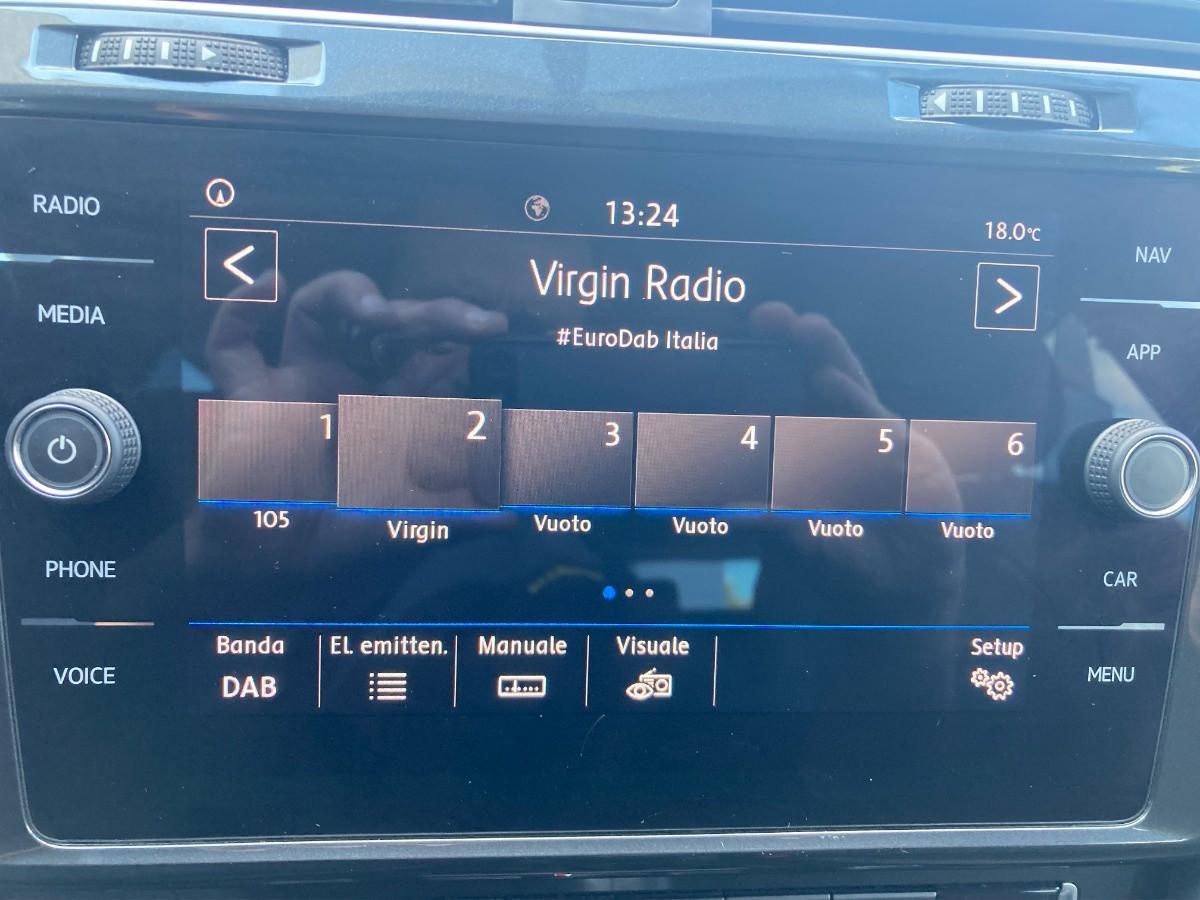 RADIO
MEDIA
PHONE
VOICE
13:24
18.0°C
Virgin Radio
#EuroDab Italia
1
2
3
4
5
6
105
Virgin
Vuoto
Vuoto
Vuoto
Vuoto
Banda
DAB
El. emitten.
Manuale
Visuale
Setup
NAV
APP
CAR
MENU